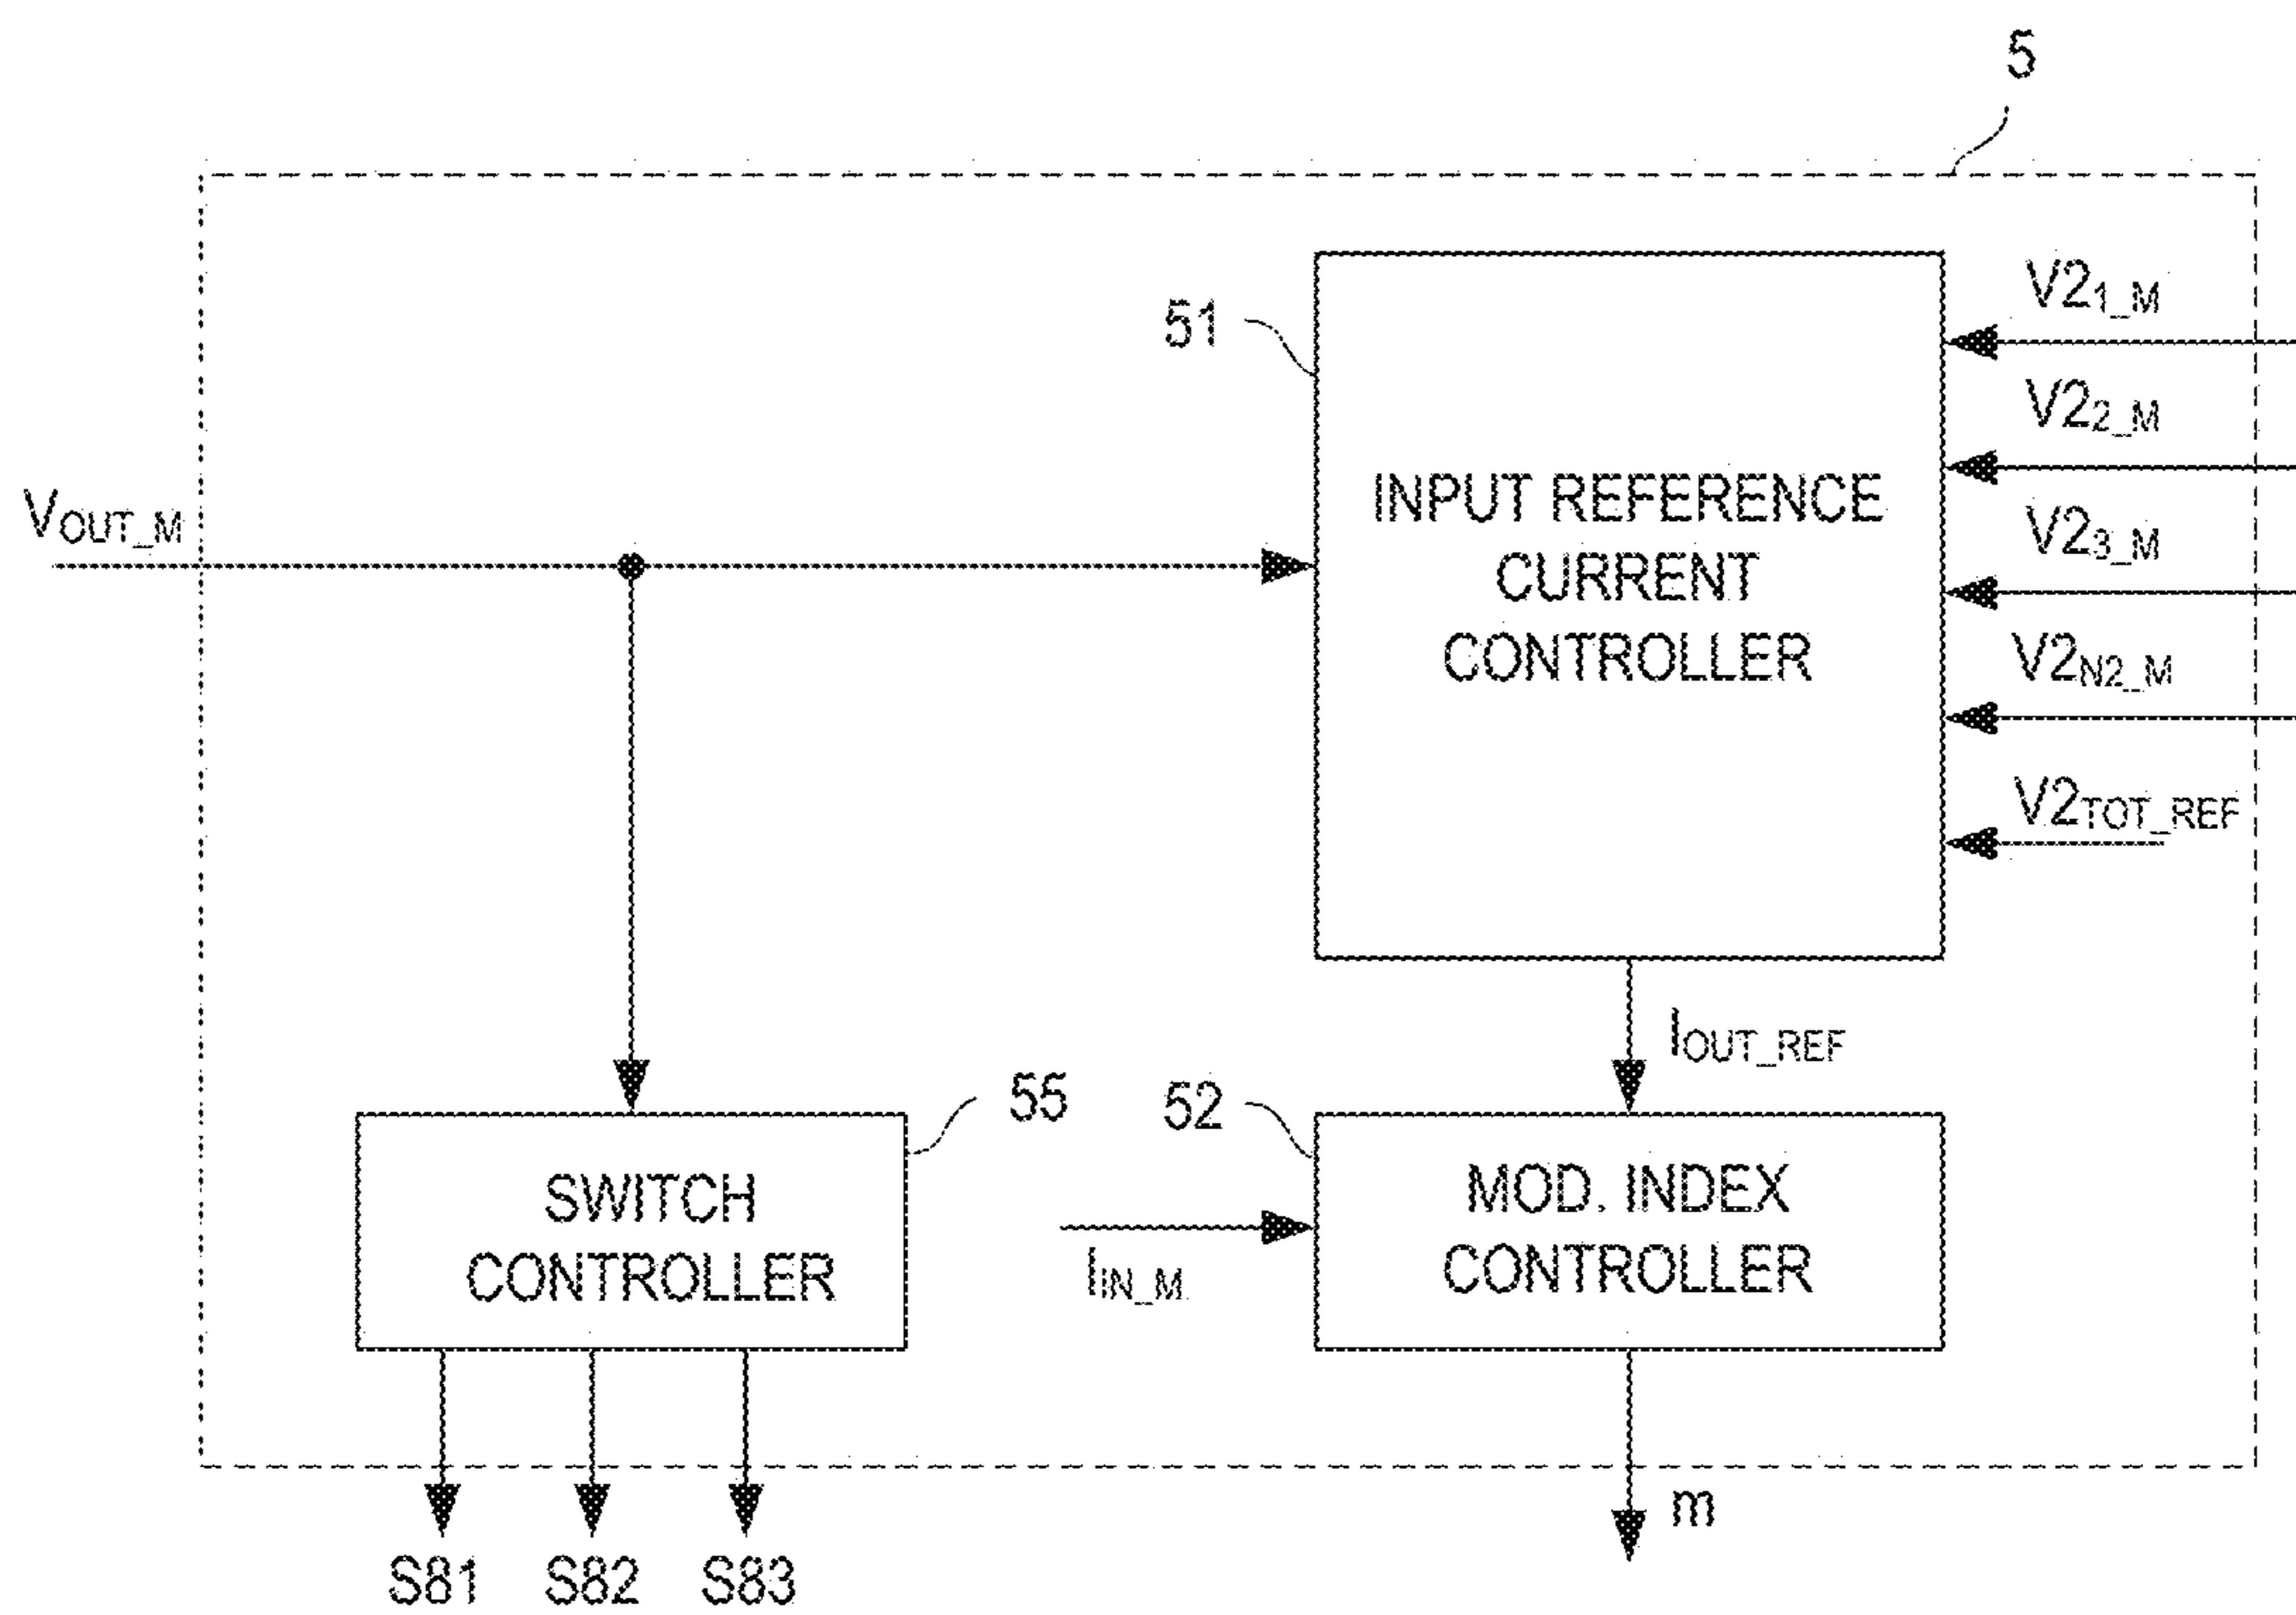 5
V21_M
51
V22_M
INPUT REFERENCE
CURRENT
CONTROLLER
VOUT_M
V23_M
V2N2_M
V2TOT_REF
IOUT_REF
55
52
SWITCH
CONTROLLER
MOD. INDEX
CONTROLLER
IIN_M
m
S81 S82 S83